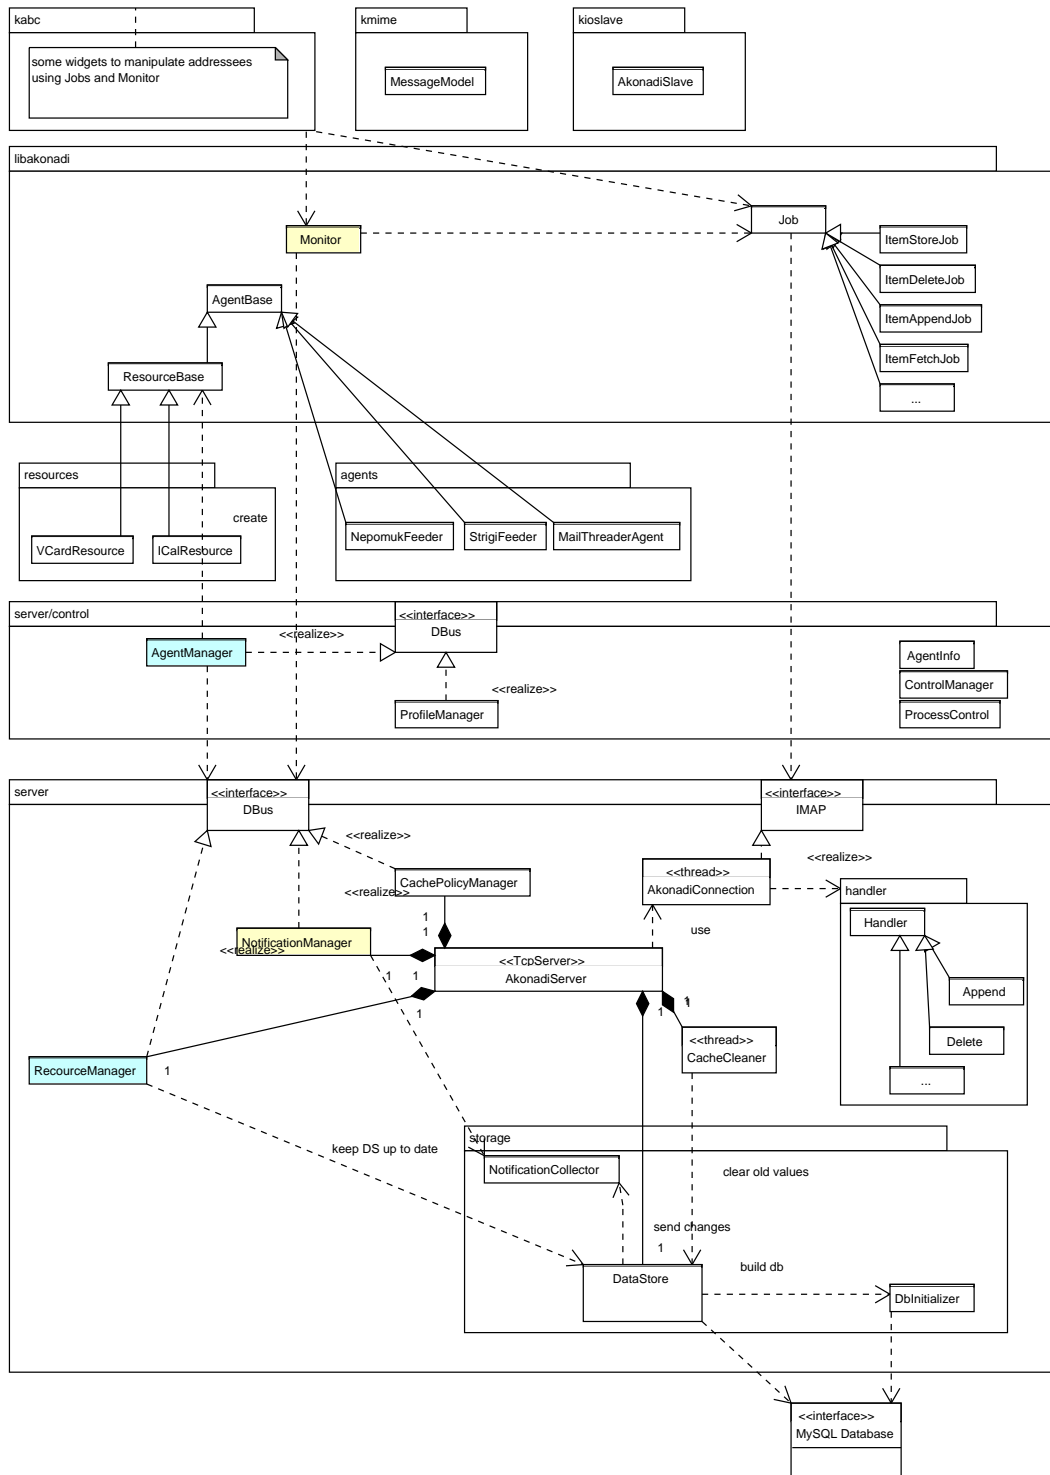 kabc
kmime
kioslave
some widgets to manipulate addressees
using Jobs and Monitor
MessageModel
AkonadiSlave
libakonadi
Job
Monitor
ItemStoreJob
ItemDeleteJob
AgentBase
ItemAppendJob
ItemFetchJob
ResourceBase
...
resources
agents
create
VCardResource
ICalResource
NepomukFeeder
StrigiFeeder
MailThreaderAgent
server/control
<<interface>>
DBus
<<realize>>
AgentManager
AgentInfo
ControlManager
<<realize>>
ProfileManager
ProcessControl
server
<<interface>>
DBus
<<interface>>
IMAP
<<realize>>
<<realize>>
<<thread>>
AkonadiConnection
CachePolicyManager
<<realize>>
handler
Handler
1
1
use
NotificationManager
<<realize>>
<<TcpServer>>
AkonadiServer
1
1
1
1
1
1
Append
<<thread>>
CacheCleaner
Delete
RecourceManager
1
...
storage
keep DS up to date
NotificationCollector
clear old values
send changes
1
build db
DataStore
DbInitializer
<<interface>>
MySQL Database